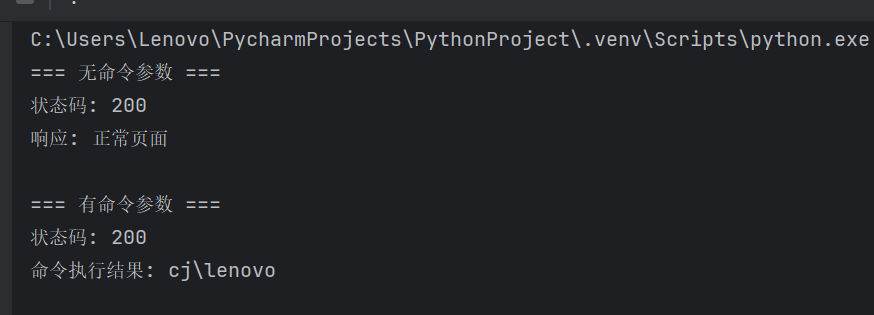 C:\Users\Lenovo\PycharmProjects\PythonProject\.venv\Scripts\python.exe
=== 无命令参数 ===
状态码: 200
响应: 正常页面
=== 有命令参数 ===
状态码: 200
命令执行结果: cj\lenovo